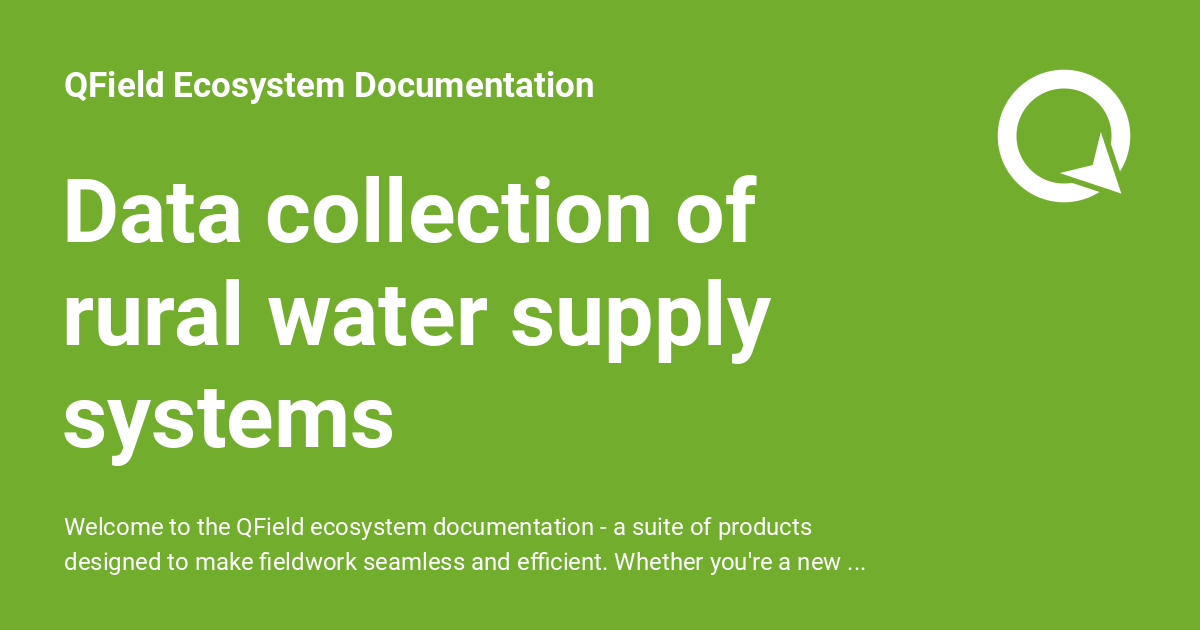 QField Ecosystem Documentation
Data collection of
rural water supply
systems
Welcome to the QField ecosystem documentation - a suite of products
designed to make fieldwork seamless and efficient. Whether you're a new ...